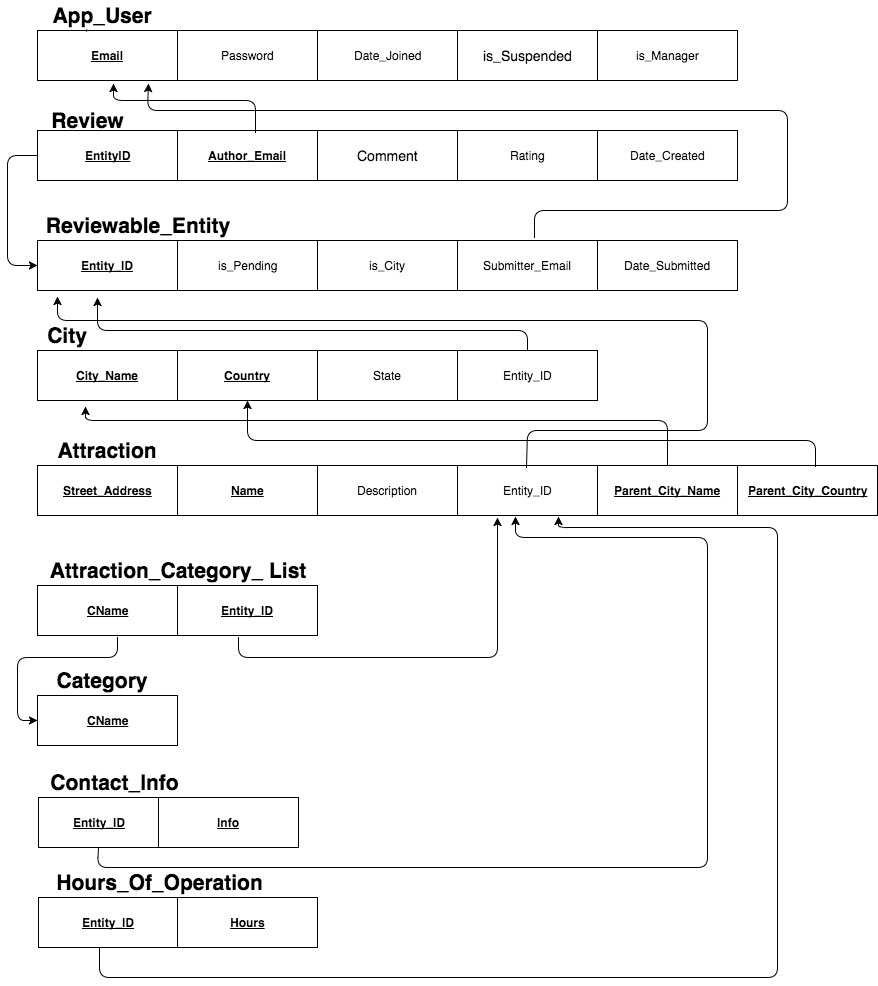 App_User
Email Password Date_Joined is_Suspended is_Manager
Review
EntityID Author_Email Comment Rating Date_Created
Reviewable_Entity
Entity_ID is_Pending is_City Submitter_Email Date_Submitted
City
City_Name Country State Entity_ID
Attraction
Street_Address Name Description Entity_ID Parent_City_Name Parent_City_Country
Attraction_Category_ List
CName Entity_ID
Category
CName
Contact_Info
Entity_ID Info
Hours_Of_Operation
Entity_ID Hours